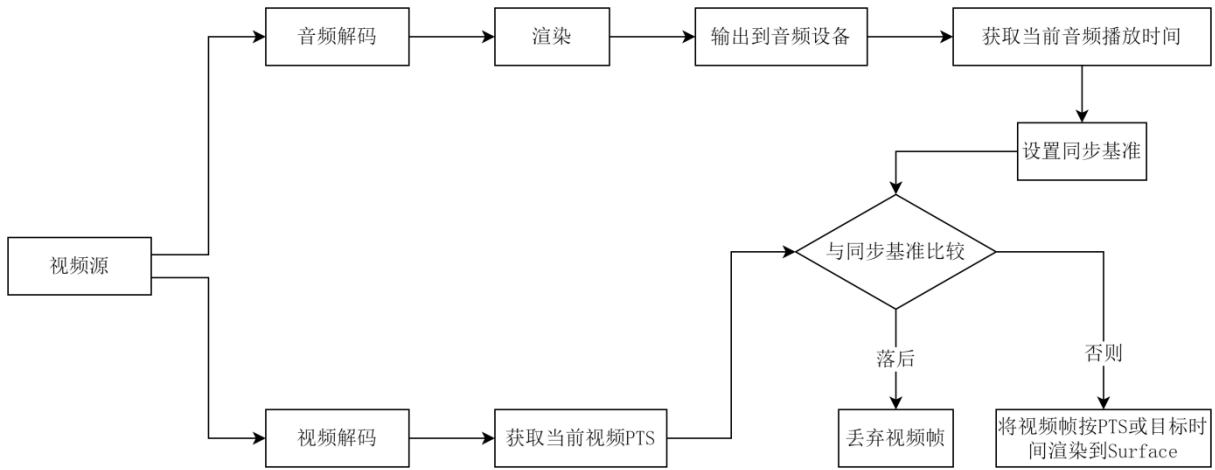 音频解码
渲染
输出到音频设备
获取当前音频播放时间
设置同步基准
视频源
与同步基准比较
落后
否则
视频解码
获取当前视频PTS
丢弃视频帧
将视频帧按PTS或目标时
间渲染到Surface